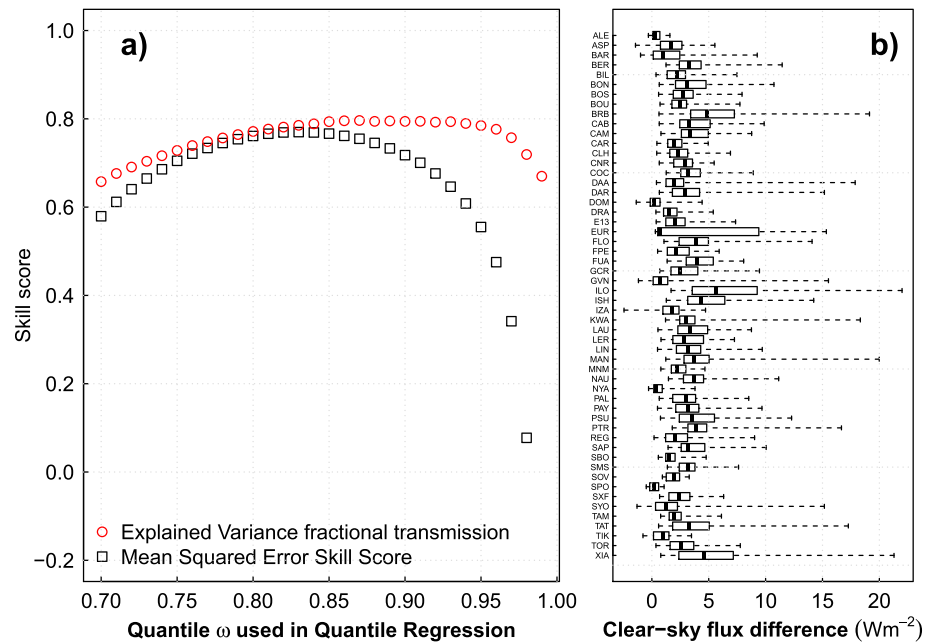 a)
1.0
0.8
0.6
0.4
0.2
0.0
−0.2
Skill score
Explained Variance fractional transmission
Mean Squared Error Skill Score
0.70 0.75 0.80 0.85 0.90 0.95 1.00
Quantile ω used in Quantile Regression
b)
ALE
ASP
BAR
BER
BIL
BON
BOS
BOU
BRB
CAB
CAM
CAR
CLH
CNR
COC
DAA
DAR
DOM
DRA
E13
EUR
FLO
FPE
FUA
GCR
GVN
ILO
ISH
IZA
KWA
LAU
LER
LIN
MAN
MNM
NAU
NYA
PAL
PAY
PSU
PTR
REG
SAP
SBO
SMS
SOV
SPO
SXF
SYO
TAM
TAT
TIK
TOR
XIA
0 5 10 15 20
Clear−sky flux difference (Wm−2)